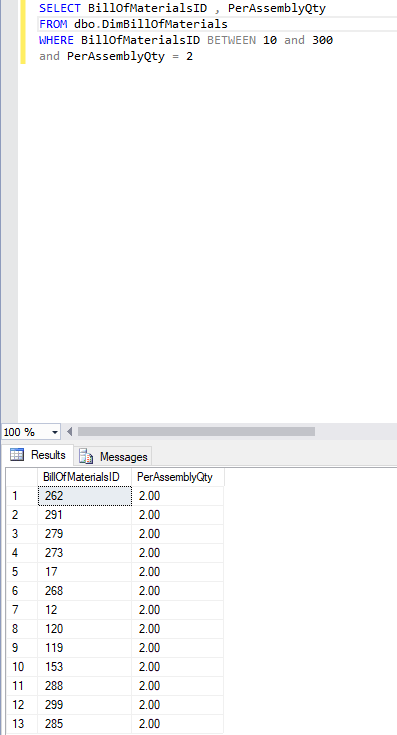 SELECT BillOfMaterialsID , PerAssemblyQty
FROM dbo.DimBillOfMaterials
WHERE BillOfMaterialsID BETWEEN 10 and 300
and PerAssemblyQty = 2
100 %
Results Messages
BillOfMaterialsID PerAssemblyQty
1 262 2.00
2 291 2.00
3 279 2.00
4 273 2.00
5 17 2.00
6 268 2.00
7 12 2.00
8 120 2.00
9 119 2.00
10 153 2.00
11 288 2.00
12 299 2.00
13 285 2.00